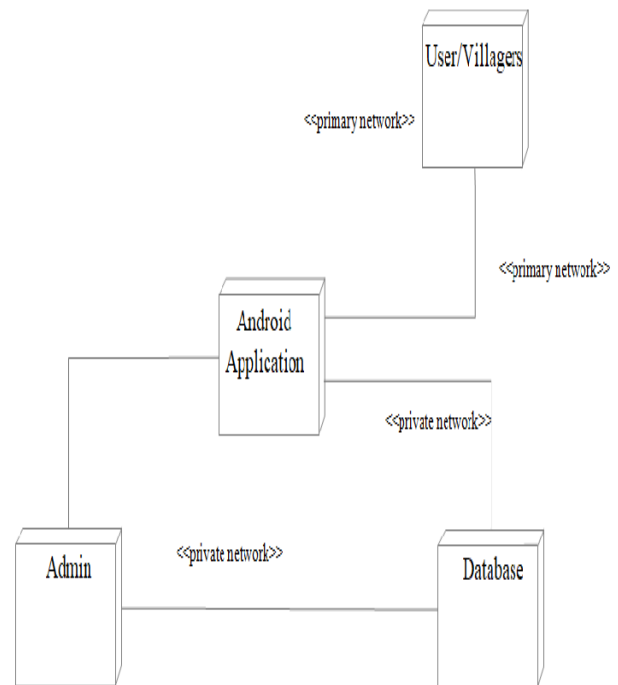 User/Villagers
<<primary network>>
<<primary network>>
Android
Application
<<private network>>
<<private network>>
Admin
Database